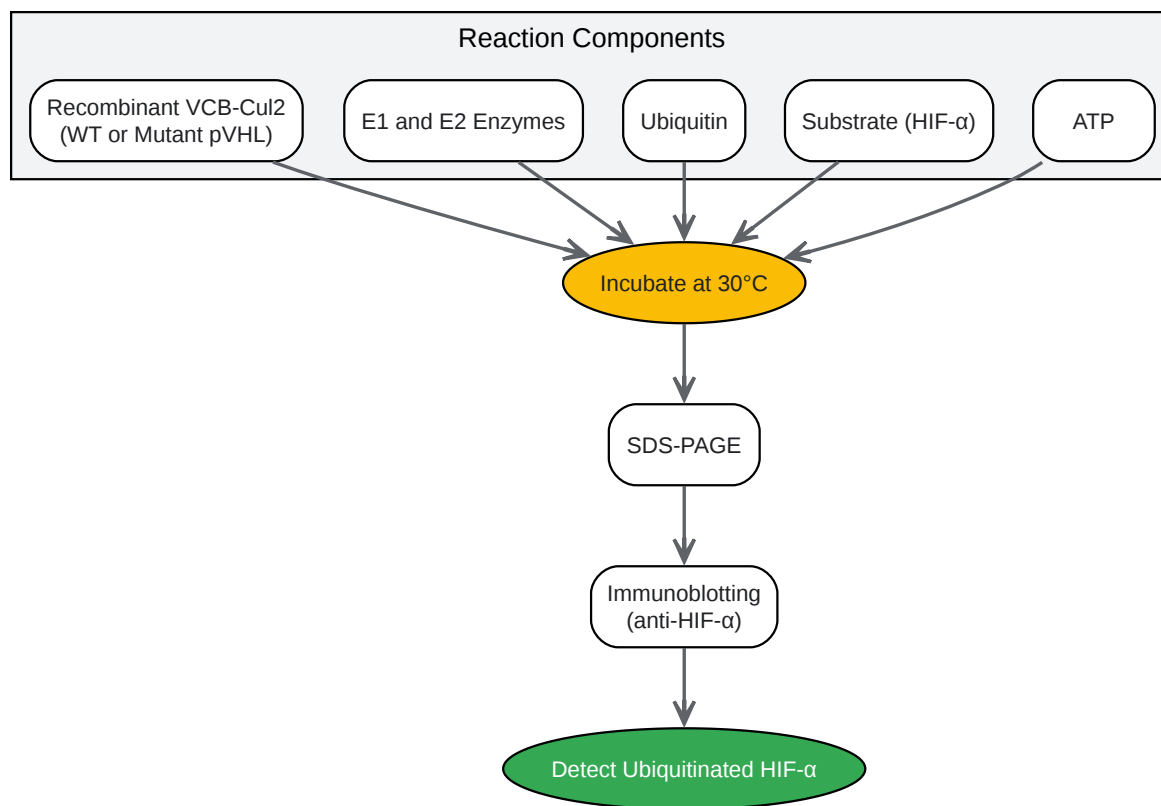 Reaction Components
Recombinant VCB-Cul2
(WT or Mutant pVHL)
E1 and E2 Enzymes
Ubiquitin
Substrate (HIF-α)
ATP
Incubate at 30°C
SDS-PAGE
Immunoblotting
(anti-HIF-α)
Detect Ubiquitinated HIF-α